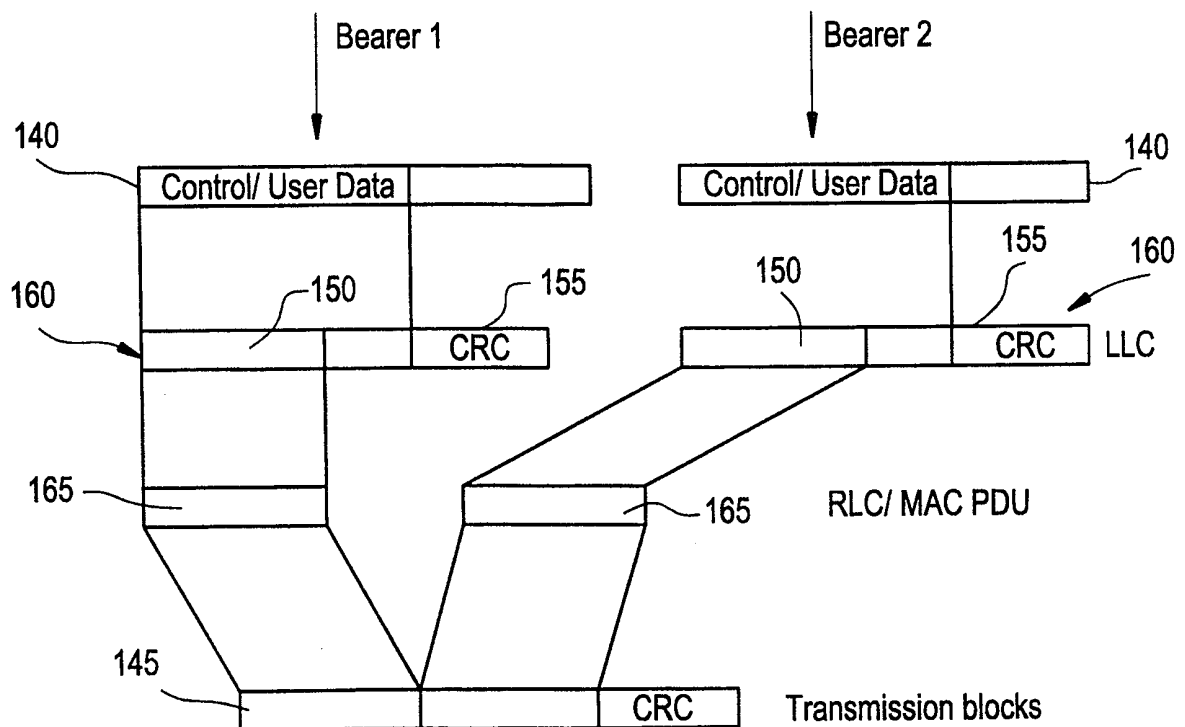 Bearer 1
Bearer 2
140
Control/ User Data
Control/ User Data
140
160
150
155
CRC
150
155
160
CRC
LLC
165
165
RLC/ MAC PDU
145
CRC
Transmission blocks